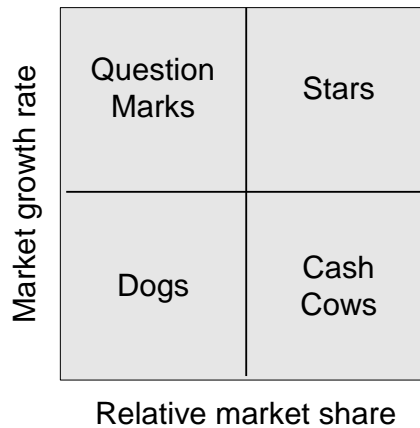 Market growth rate
Question
Marks
Stars
Dogs
Cash
Cows
Relative market share